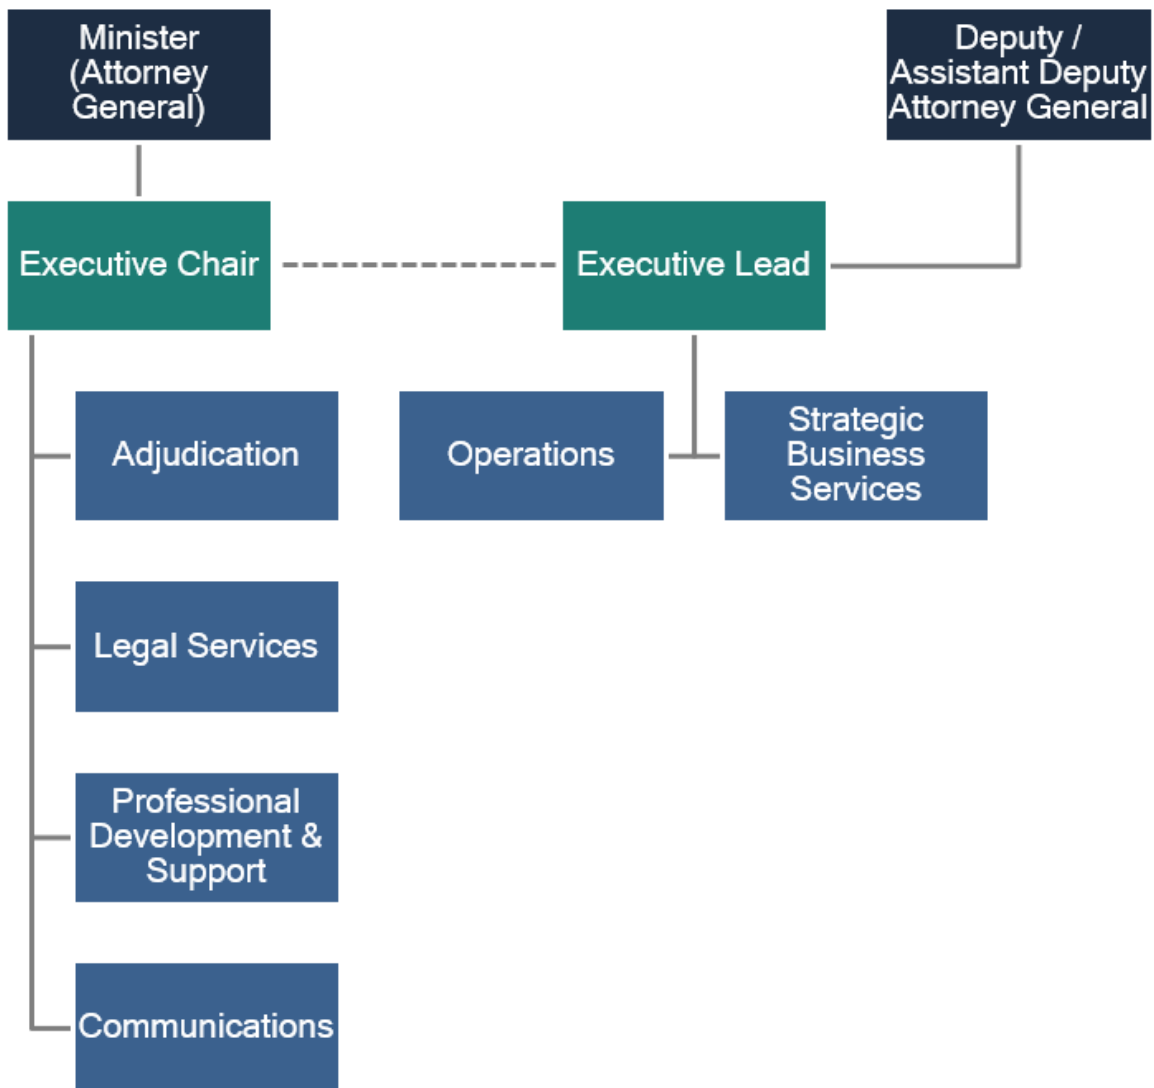 Minister
(Attorney
General)
Deputy /
Assistant Deputy
Attorney General
Executive Chair
Executive Lead
Adjudication
Operations
Strategic
Business
Services
Legal Services
Professional
Development &
Support
Communications